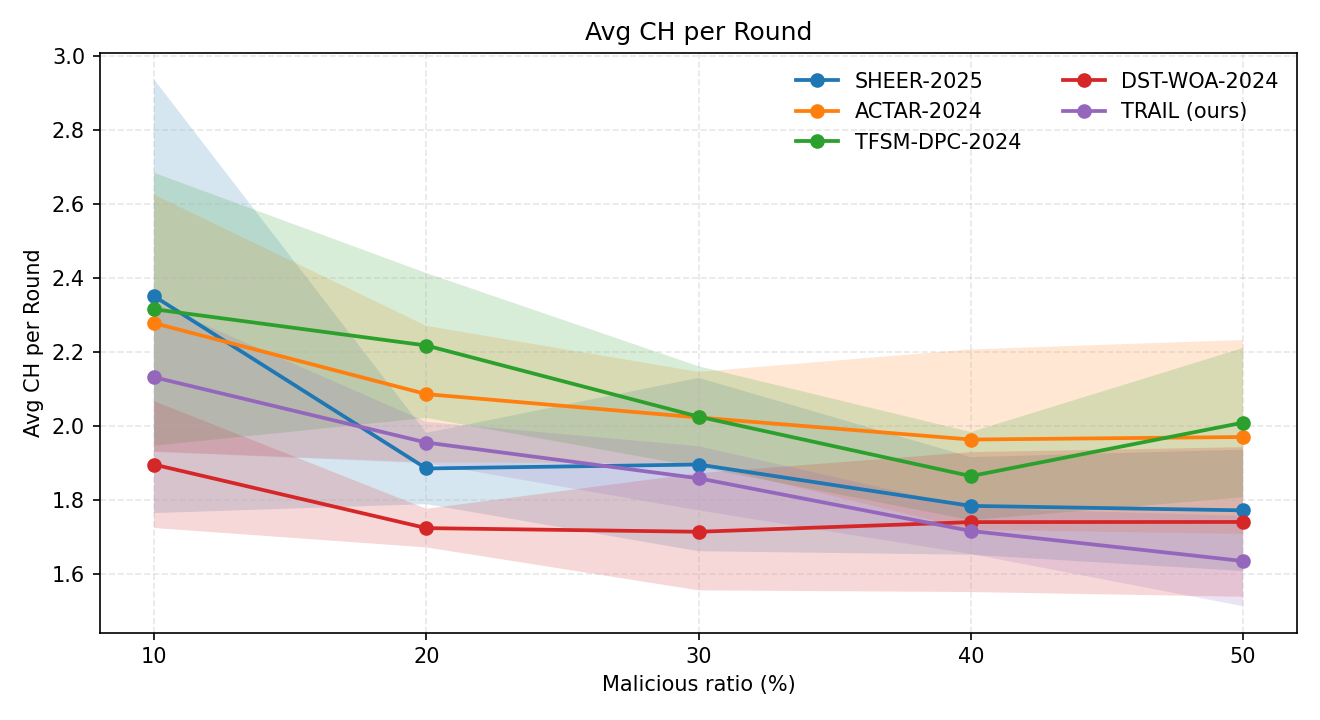 Avg CH per Round
3.0
2.8
2.6
2.4
2.2
2.0
1.8
1.6
Avg CH per Round
SHEER-2025
ACTAR-2024
TFSM-DPC-2024
DST-WOA-2024
TRAIL (ours)
10
20
30
40
50
Malicious ratio (%)